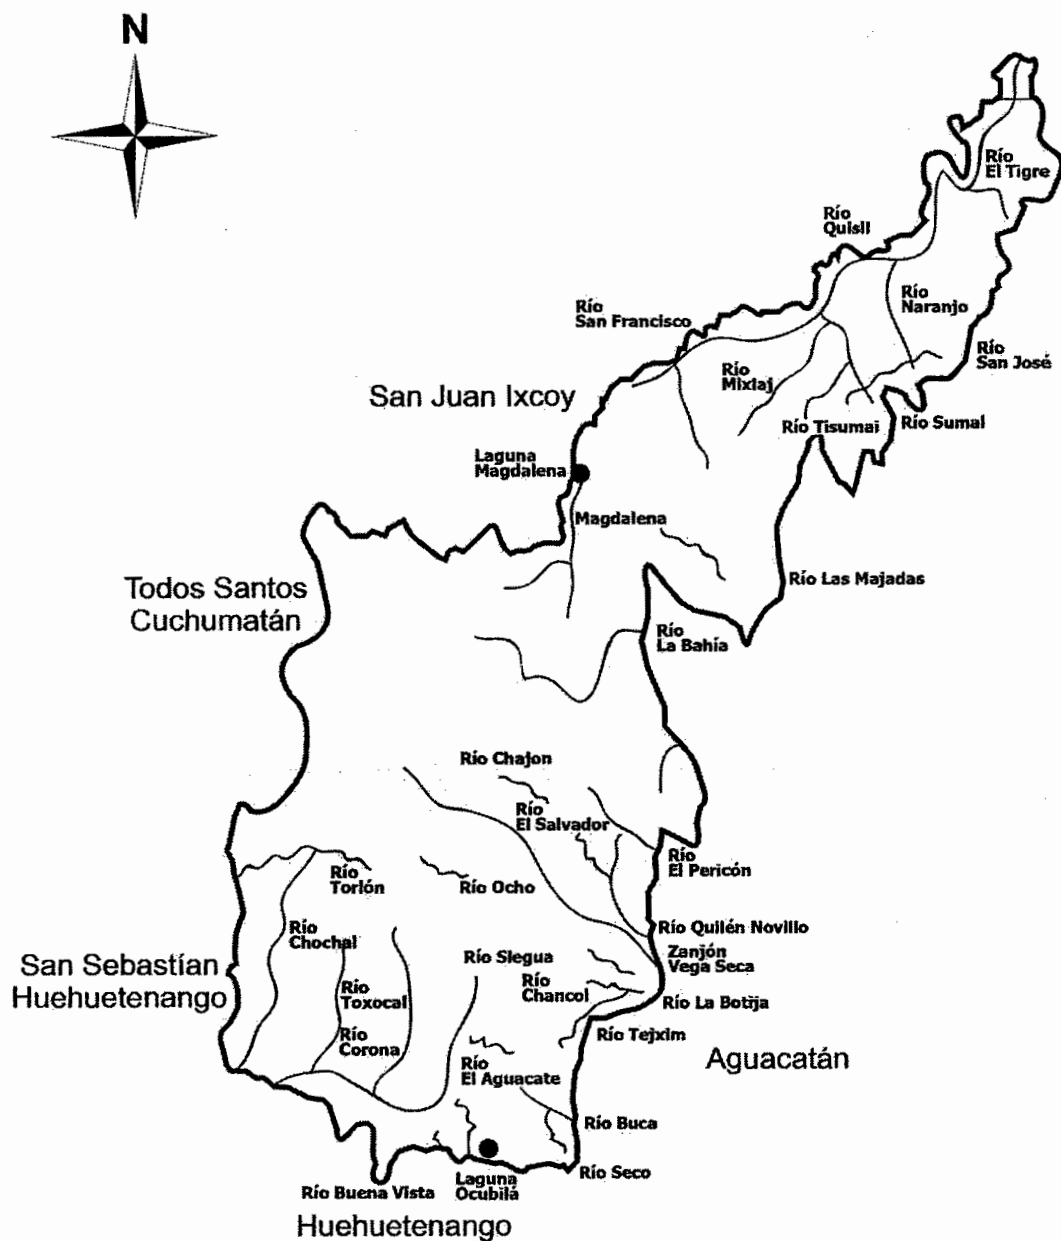 N
Río
El Tigre
Río
Quisil
Río
Naranjo
Río
San Francisco
Río
San José
Río
Mixlaj
San Juan Ixcoy
Río Tisumal
Río Sumal
Laguna
Magdalena
Magdalena
Río Las Majadas
Todos Santos
Cuchumatán
Río
La Bahía
Río Chajon
Río
El Salvador
Río
El Pericón
Río
Torlón
Río Ocho
Río
Chochal
Río Quilén Novillo
Zanjón
Vega Seca
San Sebastían
Huehuetenango
Río Slegua
Río
Toxocal
Río
Chancol
Río La Botija
Río
Corona
Río Tejxim
Aguacatán
Río
El Aguacate
Río Buca
Río Seco
Laguna
Ocubilá
Río Buena Vista
Huehuetenango